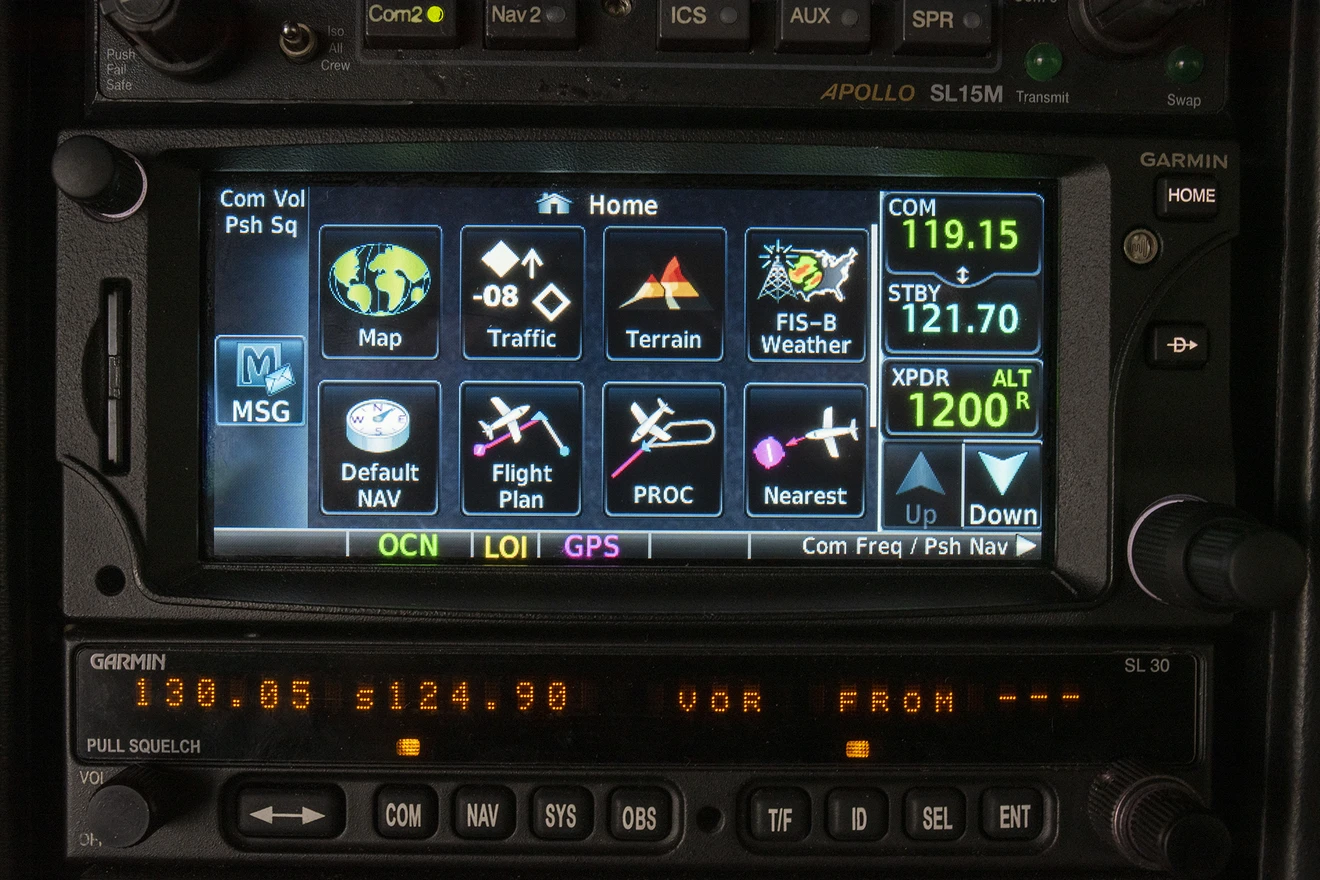 Com2
Nav2
ICS
AUX
SPR
Iso
All
Crew
Push
Fail
Safe
APOLLO SL15M
Transmit
Swap
GARMIN
HOME
Com Vol
Psh Sq
Home
COM
119.15
STBY
121.70
XPDR ALT
1200 R
Up
Down
MSG
Map
-08
Traffic
Terrain
FIS-B
Weather
N
W E
S
Default
NAV
Flight
Plan
PROC
Nearest
OCN
LOI
GPS
Com Freq / Psh Nav
D
GARMIN
SL 30
130.05 s124.90 VOR FROM ---
PULL SQUELCH
VOL
COM
NAV
SYS
OBS
T/F
ID
SEL
ENT